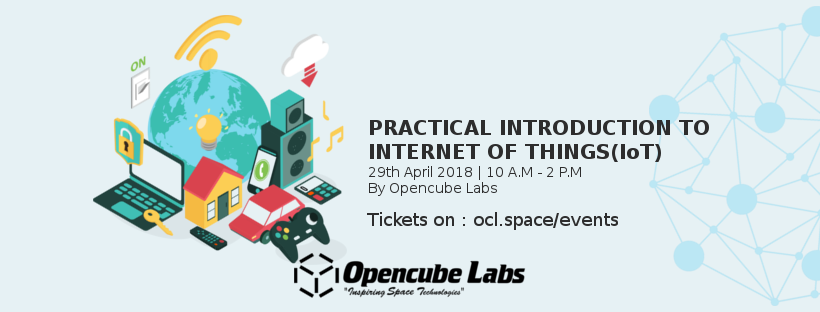 ON
PRACTICAL INTRODUCTION TO
INTERNET OF THINGS(IoT)
29th April 2018 | 10 A.M - 2 P.M
By Opencube Labs
Tickets on : ocl.space/events
Opencube Labs
"Inspiring Space Technologies"